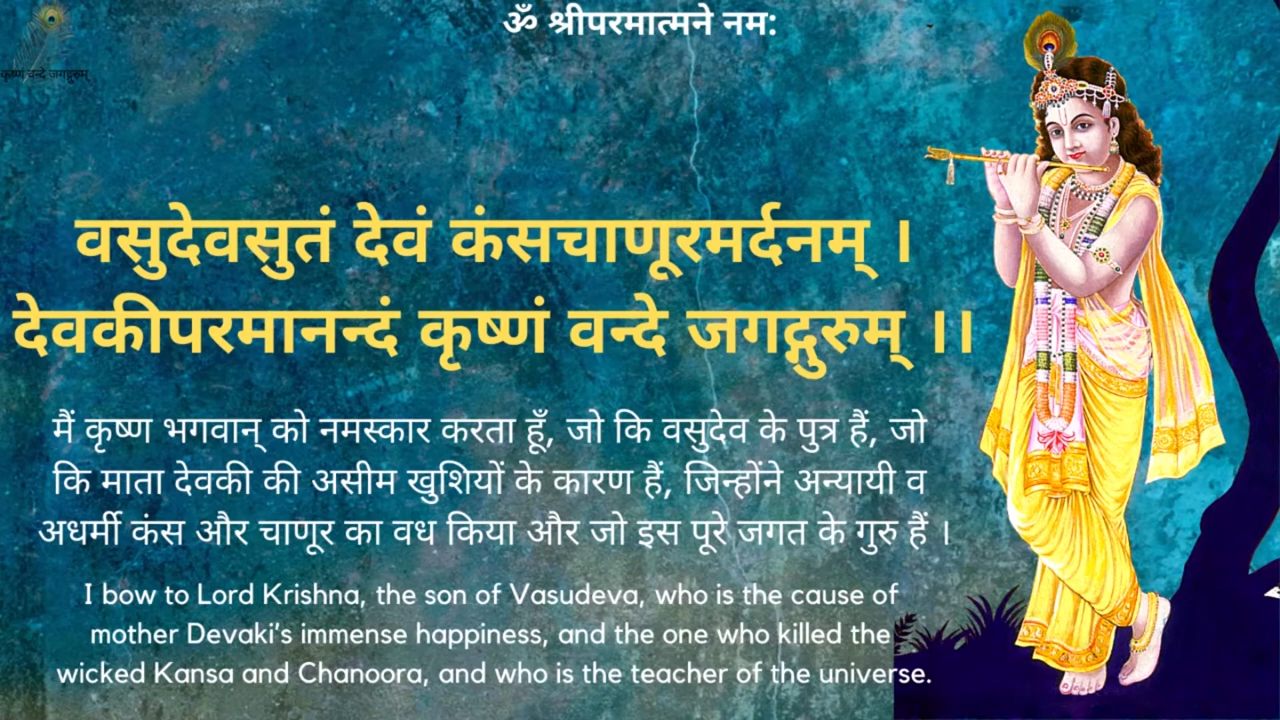 ॐ श्रीपरमात्मने नम:
कृष्ण वन्दे जगद्गुरुम्
वसुदेवसुतं देवं कंसचाणूरमर्दनम् ।
देवकीपरमानन्दं कृष्णं वन्दे जगद्गुरुम् ।।
मैं कृष्ण भगवान् को नमस्कार करता हूँ, जो कि वसुदेव के पुत्र हैं, जो
कि माता देवकी की असीम खुशियों के कारण हैं, जिन्होंने अन्यायी व
अधर्मी कंस और चाणूर का वध किया और जो इस पूरे जगत के गुरु हैं ।
I bow to Lord Krishna, the son of Vasudeva, who is the cause of
mother Devaki's immense happiness, and the one who killed the
wicked Kansa and Chanoora, and who is the teacher of the universe.